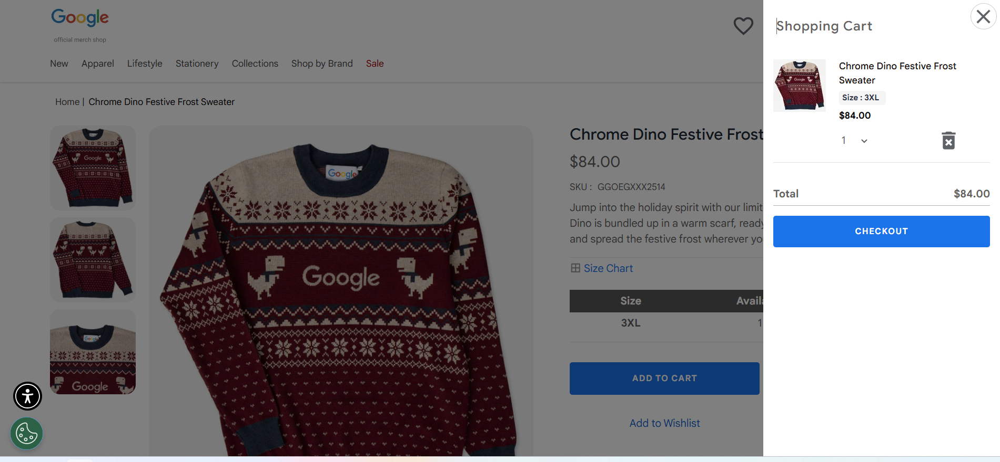 Google
official merch shop
New Apparel Lifestyle Stationery Collections Shop by Brand Sale
Home | Chrome Dino Festive Frost Sweater
Google
Google
Google
Google
Google
Chrome Dino Festive Frost
$84.00
SKU : GGOEGXXX2514
Jump into the holiday spirit with our limit
Dino is bundled up in a warm scarf, ready
and spread the festive frost wherever yo
Size Chart
Size Availa
3XL 1
ADD TO CART
Add to Wishlist
Shopping Cart
Google
Chrome Dino Festive Frost
Sweater
Size : 3XL
$84.00
1
Total $84.00
CHECKOUT